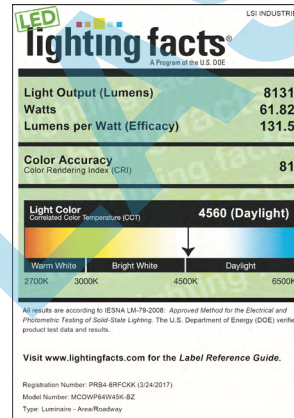 LED
LSI INDUSTRIE
lighting facts®
A Program of the U.S. DOE
Light Output (Lumens) 8131
Watts 61.82
Lumens per Watt (Efficacy) 131.5
Color Accuracy
Color Rendering Index (CRI) 81
Light Color
Correlated Color Temperature (CCT) 4560 (Daylight)
Warm White Bright White Daylight
2700K 3000K 4500K 6500K
All results are according to IESNA LM-79-2008: Approved Method for the Electrical and
Photometric Testing of Solid-State Lighting. The U.S. Department of Energy (DOE) verifie
product test data and results.
Visit www.lightingfacts.com for the Label Reference Guide.
Registration Number: PRB4-6RFCKK (3/24/2017)
Model Number: MCOWP64W45K-BZ
Type: Luminaire - Area/Roadway